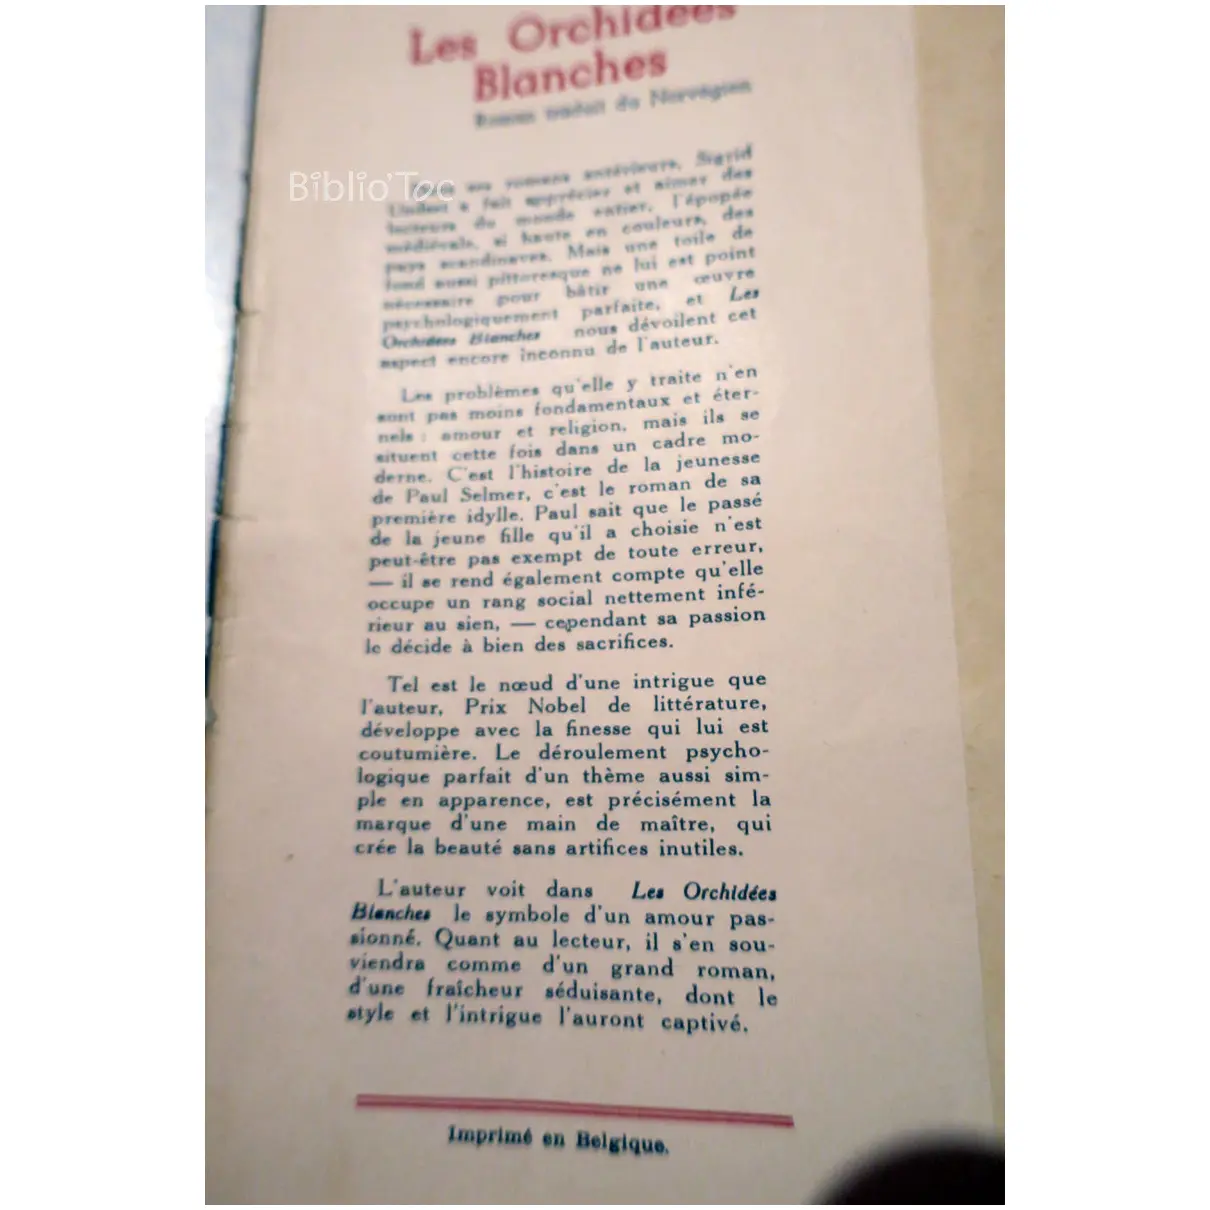 Les Orchidées
Blanches
Roman traduit du Norvégien
Biblio'Toc
Dans ses romans antérieurs, Sigrid
Undset a fait apprécier et aimer des
lecteurs du monde entier, l'épopée
médiévale, si haute en couleurs, des
pays scandinaves. Mais une toile de
fond aussi pittoresque ne lui est point
nécessaire pour bâtir une œuvre
psychologiquement parfaite, et Les
Orchidées Blanches nous dévoilent cet
aspect encore inconnu de l'auteur.
Les problèmes qu'elle y traite n'en
sont pas moins fondamentaux et éter-
nels : amour et religion, mais ils se
situent cette fois dans un cadre mo-
derne. C'est l'histoire de la jeunesse
de Paul Selmer, c'est le roman de sa
première idylle. Paul sait que le passé
de la jeune fille qu'il a choisie n'est
peut-être pas exempt de toute erreur,
— il se rend également compte qu'elle
occupe un rang social nettement infé-
rieur au sien, — cependant sa passion
le décide à bien des sacrifices.
Tel est le nœud d'une intrigue que
l'auteur, Prix Nobel de littérature,
développe avec la finesse qui lui est
coutumière. Le déroulement psycho-
logique parfait d'un thème aussi sim-
ple en apparence, est précisément la
marque d'une main de maître, qui
crée la beauté sans artifices inutiles.
L'auteur voit dans Les Orchidées
Blanches le symbole d'un amour pas-
sionné. Quant au lecteur, il s'en sou-
viendra comme d'un grand roman,
d'une fraîcheur séduisante, dont le
style et l'intrigue l'auront captivé.
Imprimé en Belgique.